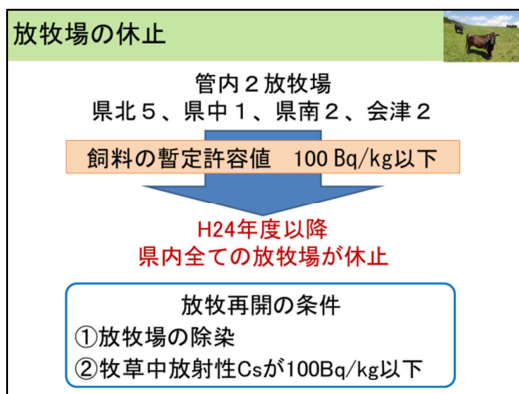 放牧場の休止
管内２放牧場
県北５、県中１、県南２、会津２
飼料の暫定許容値　100 Bq/kg以下
H24年度以降
県内全ての放牧場が休止
放牧再開の条件
①放牧場の除染
②牧草中放射性Csが100Bq/kg以下